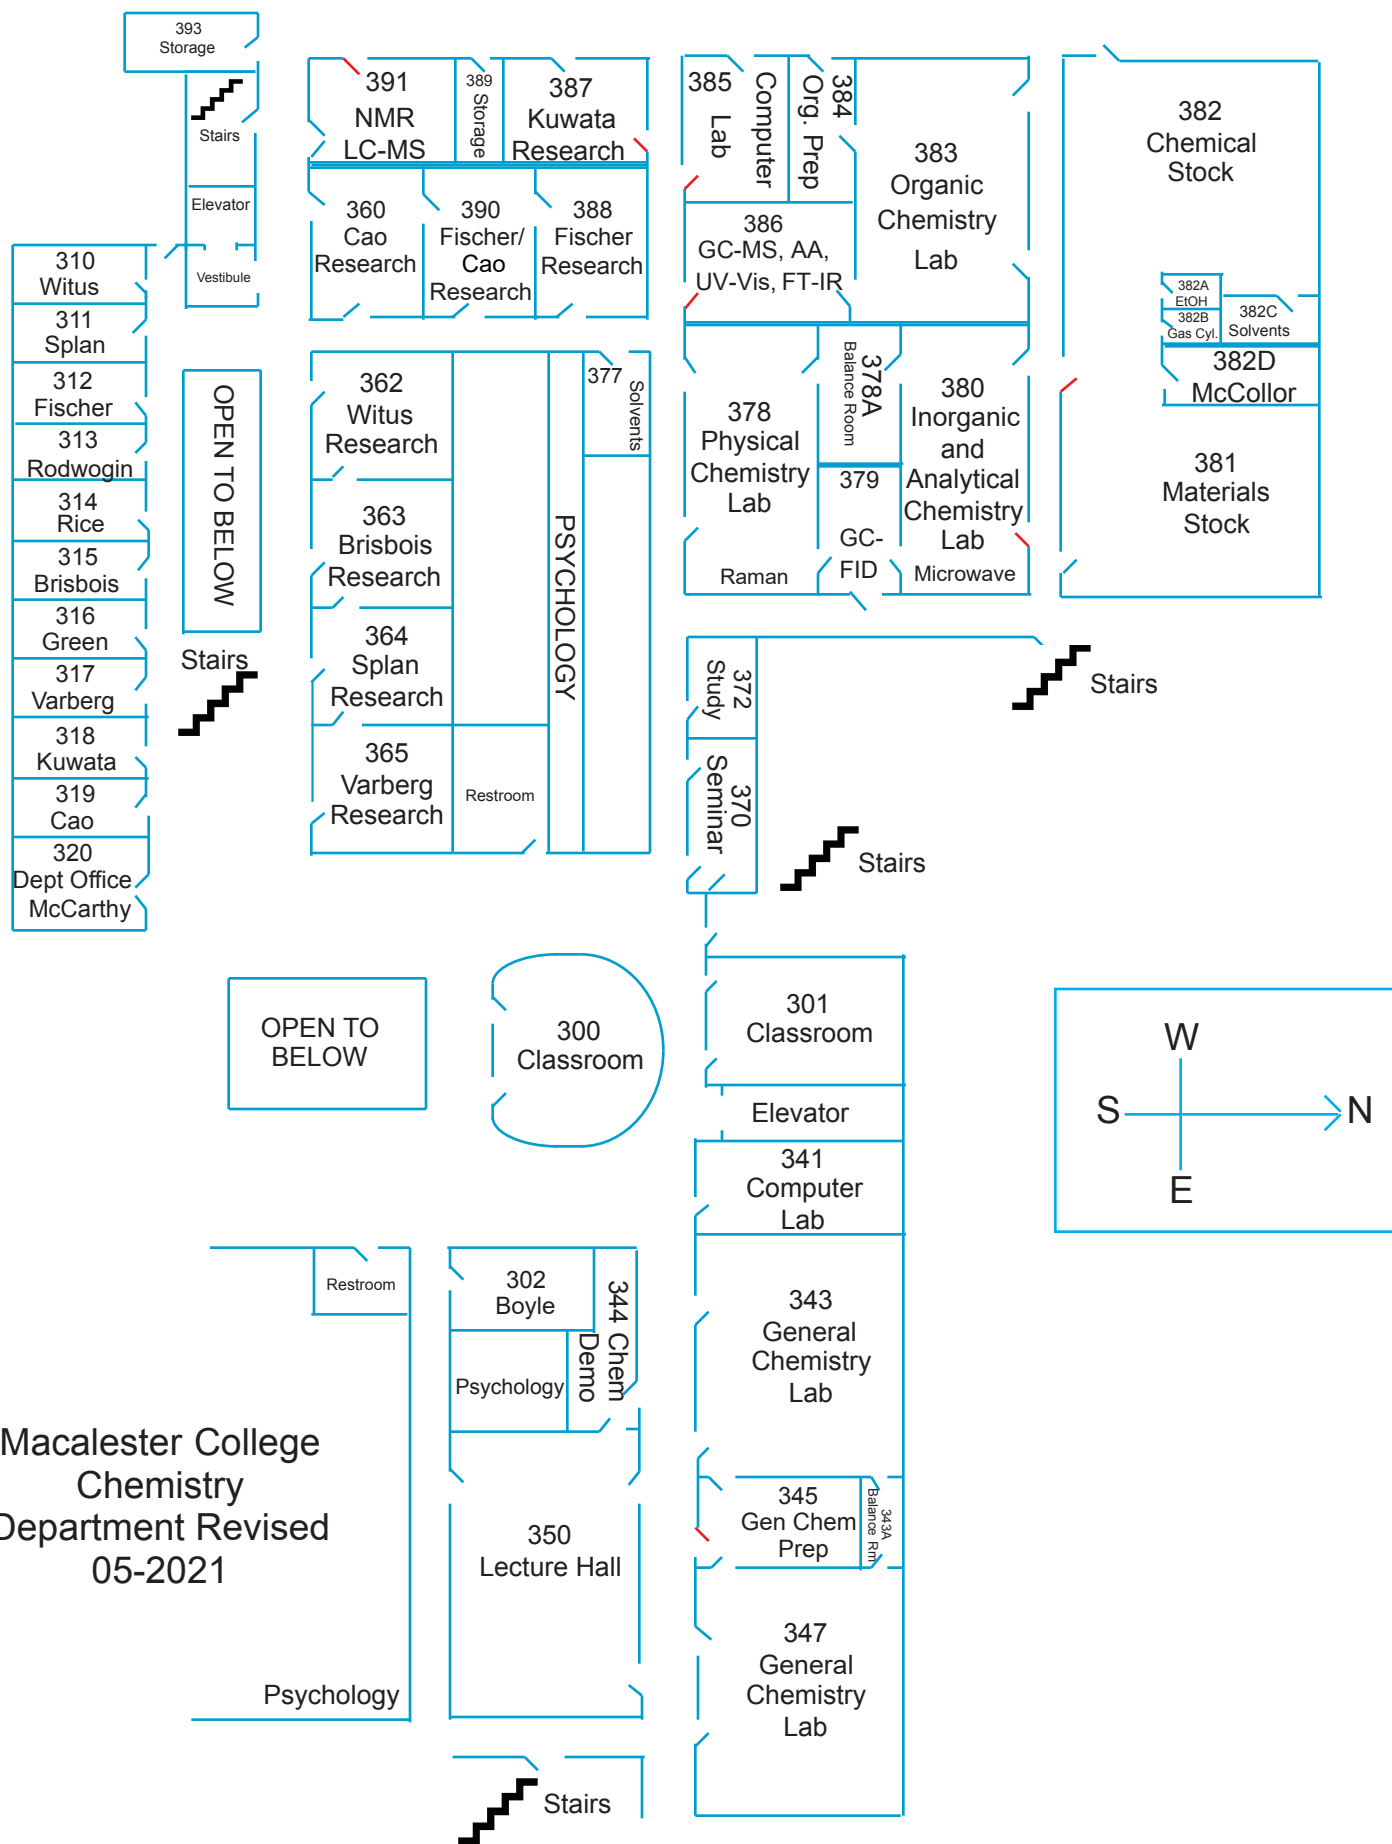 393
Storage
Stairs
Elevator
Vestibule
391
NMR
LC-MS
389
Storage
387
Kuwata
Research
360
Cao
Research
390
Fischer/
Cao
Research
388
Fischer
Research
385
Lab
Computer
384
Org. Prep
386
GC-MS, AA,
UV-Vis, FT-IR
383
Organic
Chemistry
Lab
382
Chemical
Stock
382A
EtOH
382B
Gas Cyl.
382C
Solvents
382D
McCollor
381
Materials
Stock
310
Witus
311
Splan
312
Fischer
313
Rodwogin
314
Rice
315
Brisbois
316
Green
317
Varberg
318
Kuwata
319
Cao
320
Dept Office
McCarthy
OPEN TO BELOW
Stairs
362
Witus
Research
363
Brisbois
Research
364
Splan
Research
365
Varberg
Research
Restroom
PSYCHOLOGY
377
Solvents
378
Physical
Chemistry
Lab
Raman
378A
Balance Room
379
GC-
FID
380
Inorganic
and
Analytical
Chemistry
Lab
Microwave
372
Study
370
Seminar
Stairs
Stairs
OPEN TO
BELOW
300
Classroom
301
Classroom
Elevator
341
Computer
Lab
W
S
N
E
Restroom
302
Boyle
344 Chem
Demo
Psychology
343
General
Chemistry
Lab
345
Gen Chem
Prep
343A
Balance Rm
350
Lecture Hall
347
General
Chemistry
Lab
Macalester College
Chemistry
Department Revised
05-2021
Psychology
Stairs